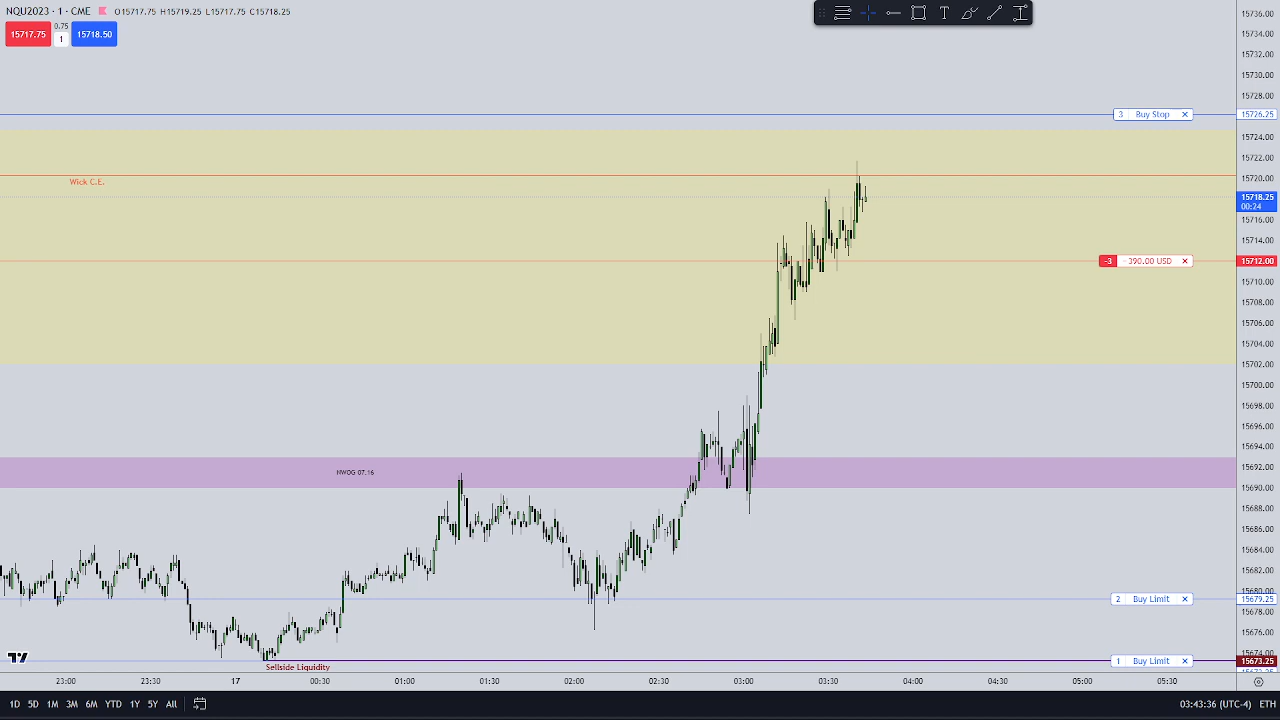 NQU2023 · 1 · CME O15717.75 H15719.25 L15717.75 C15718.25
15717.75 0.75 1 15718.50
15736.00
15734.00
15732.00
15730.00
15728.00
3 Buy Stop × 15726.25
15724.00
15722.00
15720.00
Wick C.E.
15718.25
00:24
15716.00
15714.00
-3 -390.00 USD × 15712.00
15710.00
15708.00
15706.00
15704.00
15702.00
15700.00
15698.00
15696.00
15694.00
15692.00
NWOG 07.16
15690.00
15688.00
15686.00
15684.00
15682.00
15680.00
2 Buy Limit × 15679.25
15678.00
15676.00
15674.00
1 Buy Limit × 15673.25
Sellside Liquidity
23:00 23:30 17 00:30 01:00 01:30 02:00 02:30 03:00 03:30 04:00 04:30 05:00 05:30
1D 5D 1M 3M 6M YTD 1Y 5Y All 03:43:36 (UTC-4) ETH